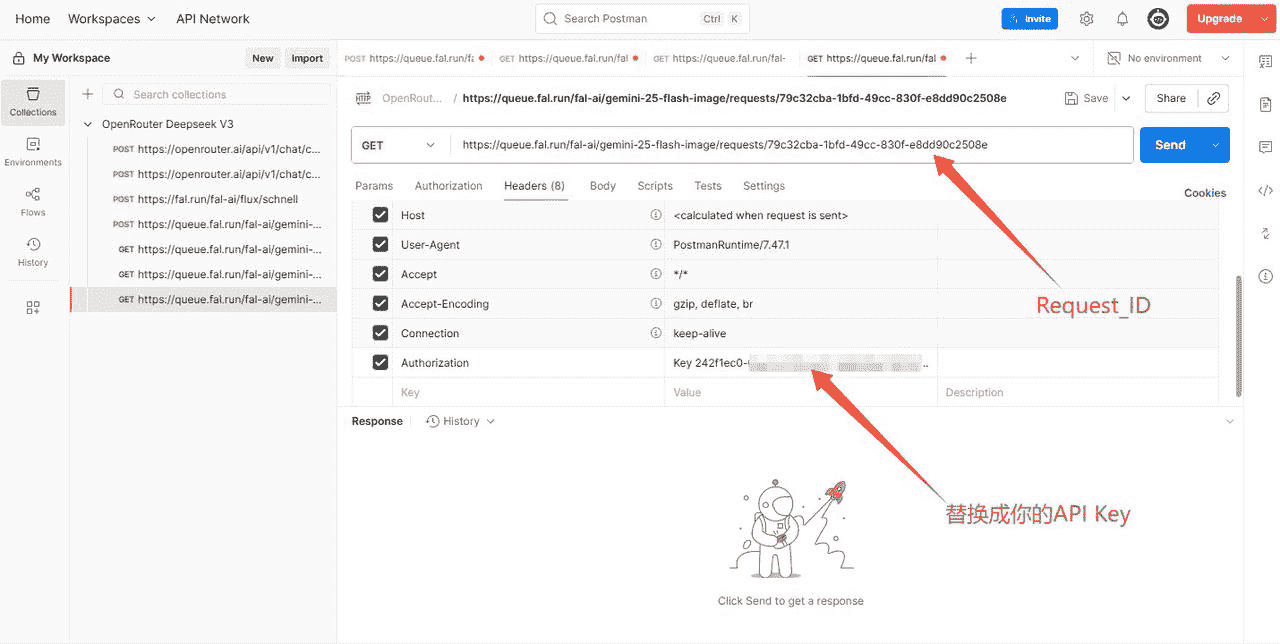 Home Workspaces API Network Search Postman Ctrl K Invite Upgrade
My Workspace New Import POST https://queue.fal.run/fa GET https://queue.fal.run/fal GET https://queue.fal.run/fal- GET https://queue.fal.run/fal No environment
Collections
Search collections
OpenRouter Deepseek V3
POST https://openrouter.ai/api/v1/chat/c...
POST https://openrouter.ai/api/v1/chat/c...
POST https://fal.run/fal-ai/flux/schnell
POST https://queue.fal.run/fal-ai/gemini-...
GET https://queue.fal.run/fal-ai/gemini-...
GET https://queue.fal.run/fal-ai/gemini-...
GET https://queue.fal.run/fal-ai/gemini-...
Environments
Flows
History
HTTP OpenRout... / https://queue.fal.run/fal-ai/gemini-25-flash-image/requests/79c32cba-1bfd-49cc-830f-e8dd90c2508e Save Share
GET https://queue.fal.run/fal-ai/gemini-25-flash-image/requests/79c32cba-1bfd-49cc-830f-e8dd90c2508e Send
Params Authorization Headers (8) Body Scripts Tests Settings Cookies
Host <calculated when request is sent>
User-Agent PostmanRuntime/7.47.1
Accept */*
Accept-Encoding gzip, deflate, br
Connection keep-alive
Authorization Key 242f1ec0- ..
Key Value Description
Request_ID
Response History
替换成你的API Key
Click Send to get a response